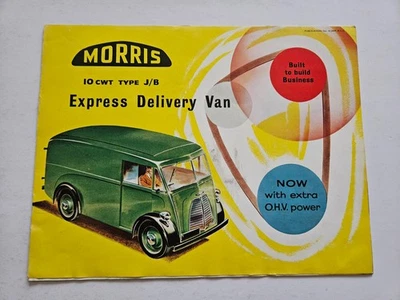 MORRIS
10 CWT TYPE J/B
Express Delivery Van
Built
to build
Business
NOW
with extra
O.H.V. power